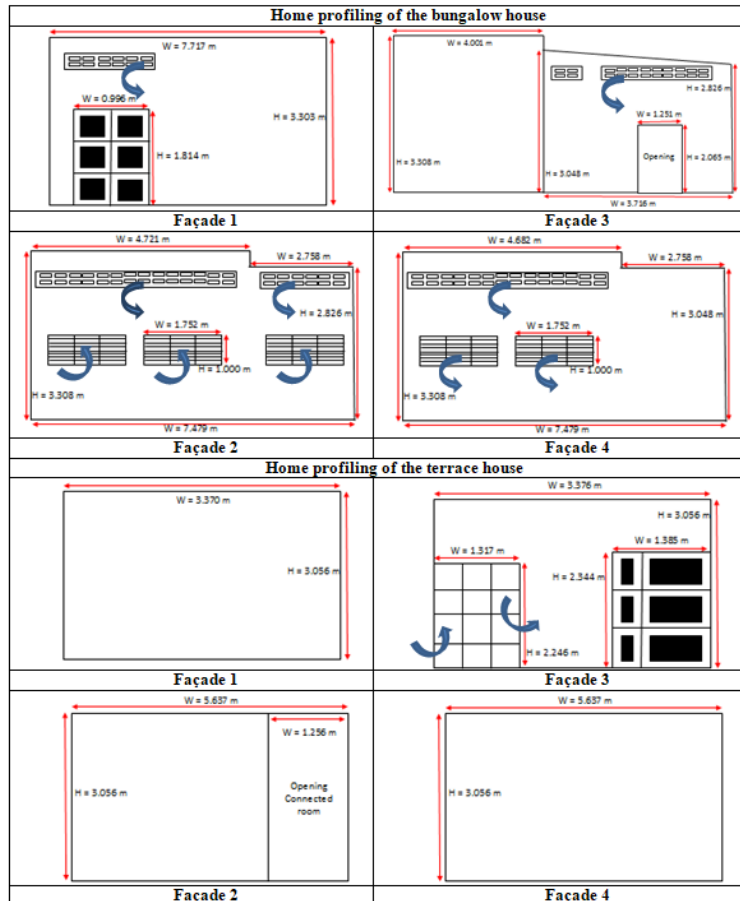 Home profiling of the bungalow house
W = 7.717 m
W = 0.996 m
H = 3.303 m
H = 1.814 m
Façade 1
W = 4.001 m
H = 2.826 m
W = 1.251 m
Opening
H = 2.065 m
H = 3.308 m
H = 3.048 m
W = 3.716 m
Façade 3
W = 4.721 m
W = 2.758 m
H = 2.826 m
W = 1.752 m
H = 1.000 m
H = 3.308 m
W = 7.479 m
Façade 2
W = 4.682 m
W = 2.758 m
H = 3.048 m
W = 1.752 m
H = 1.000 m
H = 3.308 m
W = 7.479 m
Façade 4
Home profiling of the terrace house
W = 3.370 m
H = 3.056 m
Façade 1
W = 3.376 m
H = 3.056 m
W = 1.317 m
W = 1.385 m
H = 2.344 m
H = 2.246 m
Façade 3
W = 5.637 m
W = 1.256 m
H = 3.056 m
Opening
Connected
room
Façade 2
W = 5.637 m
H = 3.056 m
Façade 4